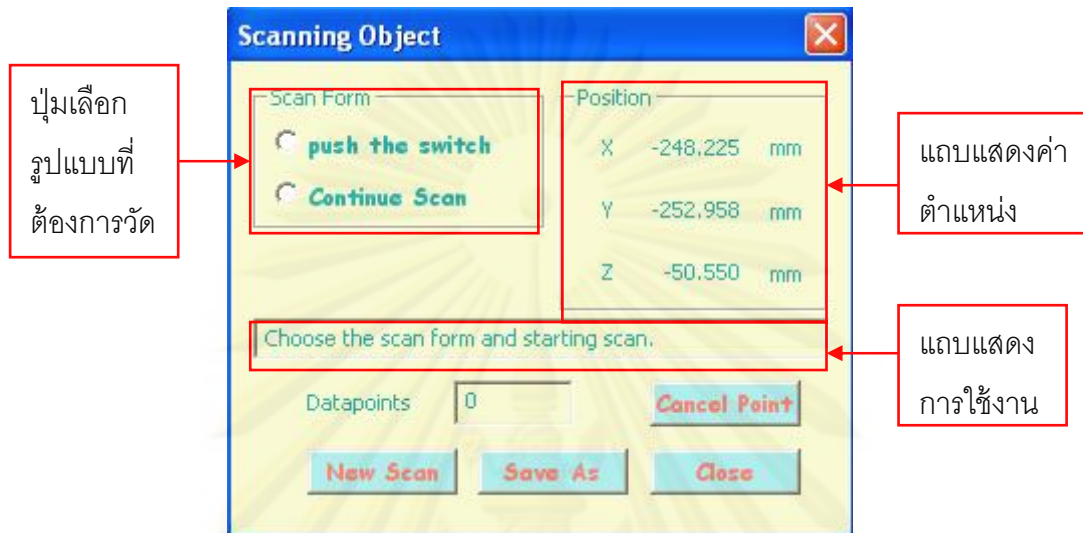 Scanning Object
ปุ่มเลือก
รูปแบบที่
ต้องการวัด
Scan Form
push the switch
Continue Scan
Position
X -248.225 mm
Y -252.958 mm
Z -50.550 mm
แถบแสดงค่า
ตำแหน่ง
Choose the scan form and starting scan.
แถบแสดง
การใช้งาน
Datapoints 0
Cancel Point
New Scan Save As Close